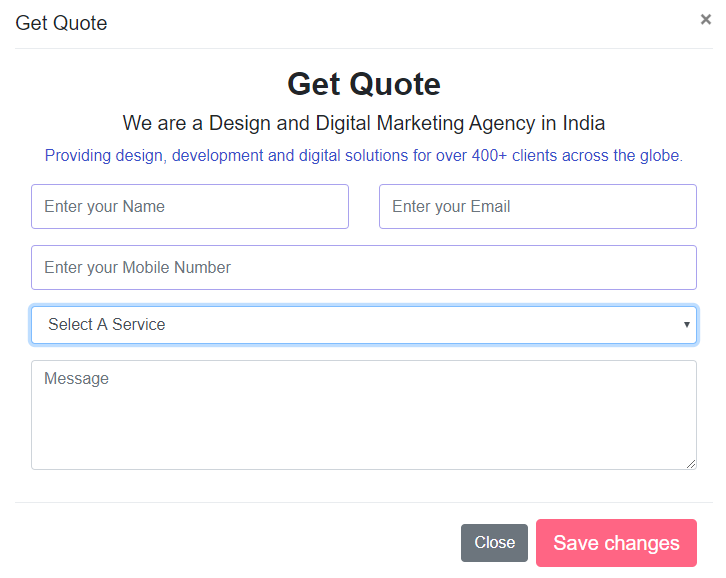 Get Quote ×
Get Quote
We are a Design and Digital Marketing Agency in India
Providing design, development and digital solutions for over 400+ clients across the globe.
Enter your Name Enter your Email
Enter your Mobile Number
Select A Service
Message
Close Save changes